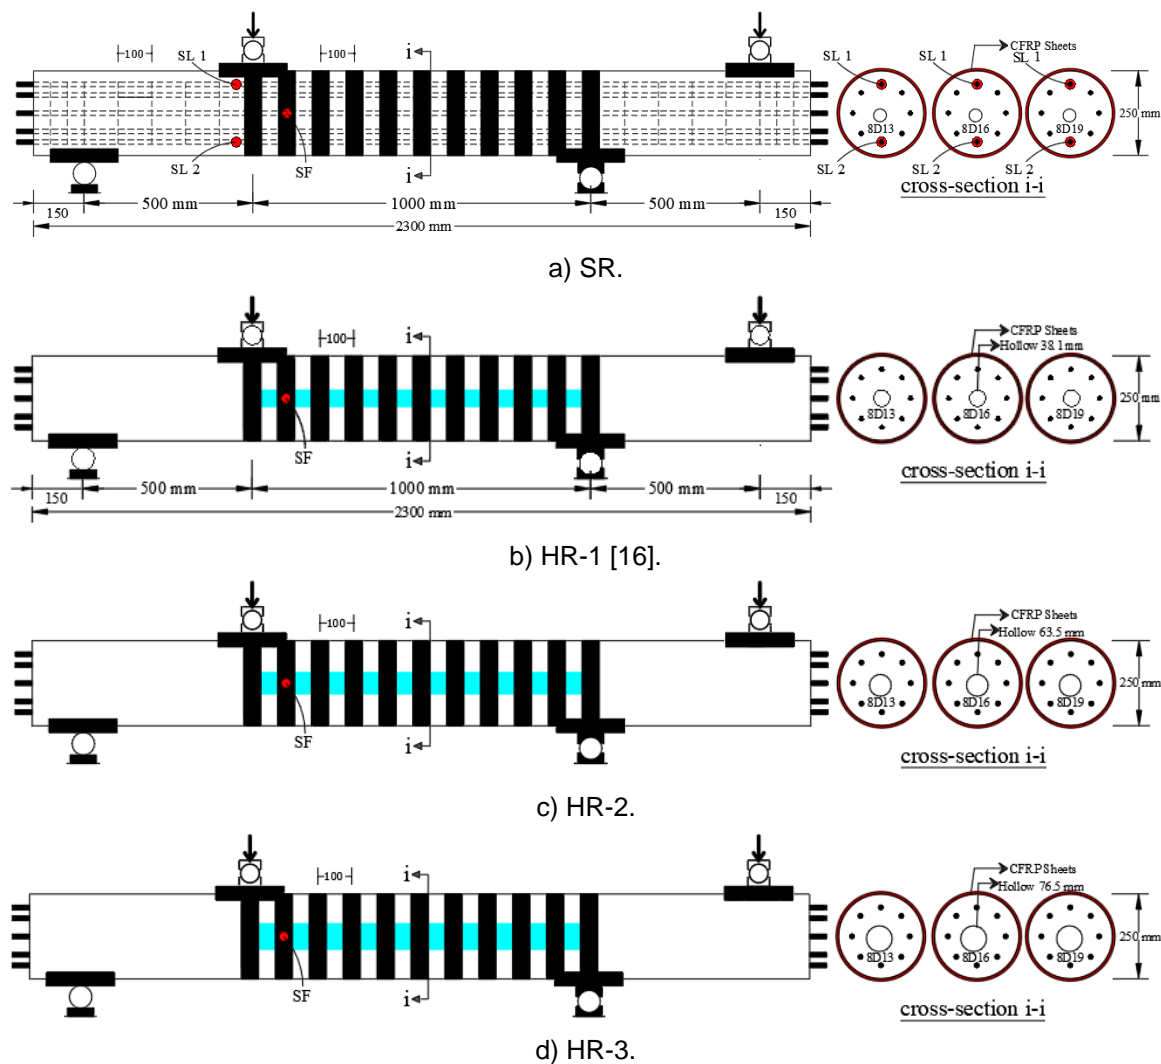 SL 1
100
100
i
SL 1 SL 1 CFRP Sheets SL 1
8D13 8D16 8D19
250 mm
SL 2
SF
i
SL 2 SL 2 SL 2
cross-section i-i
150
500 mm
1000 mm
500 mm
150
2300 mm
a) SR.
100
i
CFRP Sheets
Hollow 38.1 mm
8D13 8D16 8D19
250 mm
SF
i
cross-section i-i
150
500 mm
1000 mm
500 mm
150
2300 mm
b) HR-1 [16].
100
i
CFRP Sheets
Hollow 63.5 mm
8D13 8D16 8D19
250 mm
SF
i
cross-section i-i
c) HR-2.
100
i
CFRP Sheets
Hollow 76.5 mm
8D13 8D16 8D19
250 mm
SF
i
cross-section i-i
d) HR-3.